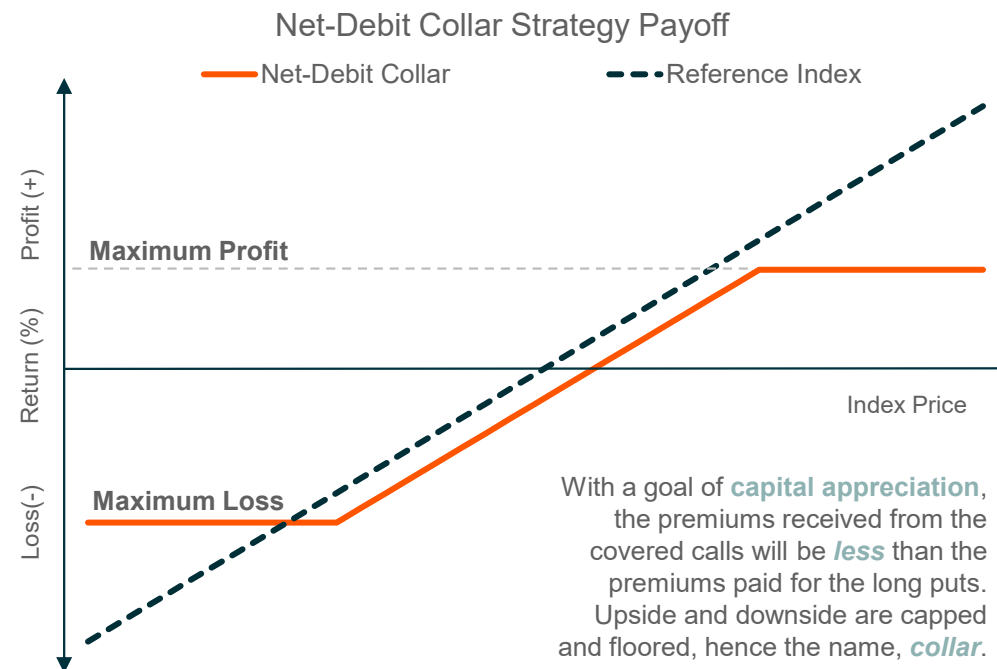 Net-Debit Collar Strategy Payoff
Net-Debit Collar
Reference Index
Profit (+)
Return (%)
Loss(-)
Maximum Profit
Index Price
Maximum Loss
With a goal of capital appreciation,
the premiums received from the
covered calls will be less than the
premiums paid for the long puts.
Upside and downside are capped
and floored, hence the name, collar.